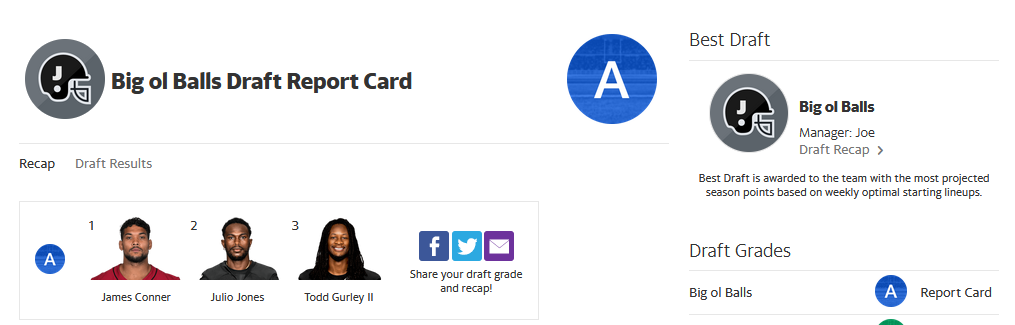 J
Big ol Balls Draft Report Card
A
Recap
Draft Results
A
1
2
3
James Conner
Julio Jones
Todd Gurley II
Share your draft grade
and recap!
Best Draft
J
Big ol Balls
Manager: Joe
Draft Recap
Best Draft is awarded to the team with the most projected
season points based on weekly optimal starting lineups.
Draft Grades
Big ol Balls
A
Report Card